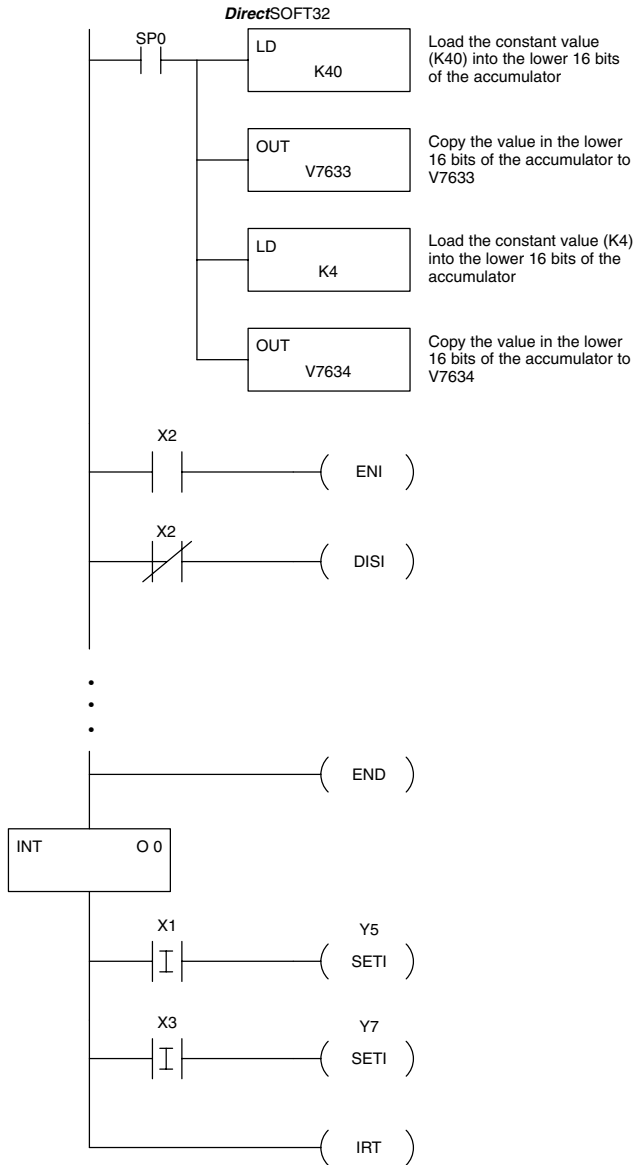 DirectSOFT32
SP0
LD
K40
Load the constant value
(K40) into the lower 16 bits
of the accumulator
OUT
V7633
Copy the value in the lower
16 bits of the accumulator to
V7633
LD
K4
Load the constant value (K4)
into the lower 16 bits of the
accumulator
OUT
V7634
Copy the value in the lower
16 bits of the accumulator to
V7634
X2
ENI
X2
DISI
END
INT O 0
X1 Y5
SETI
X3 Y7
SETI
IRT